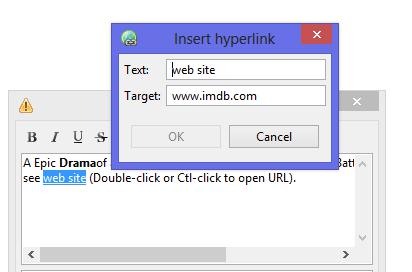 Insert hyperlink
Text: web site
Target: www.imdb.com
OK Cancel
B I U S
A Epic Dramaof a Batt
see web site (Double-click or Ctl-click to open URL).